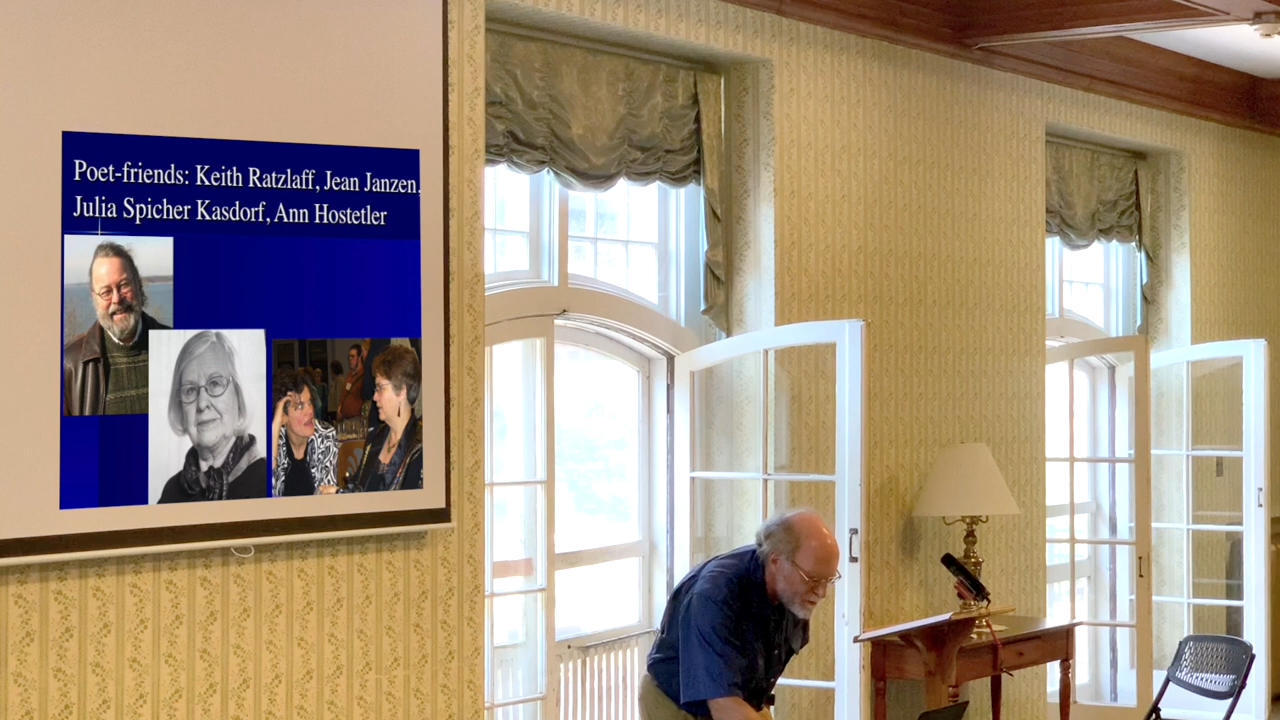 Poet-friends: Keith Ratzlaff, Jean Janzen,
Julia Spicher Kasdorf, Ann Hostetler